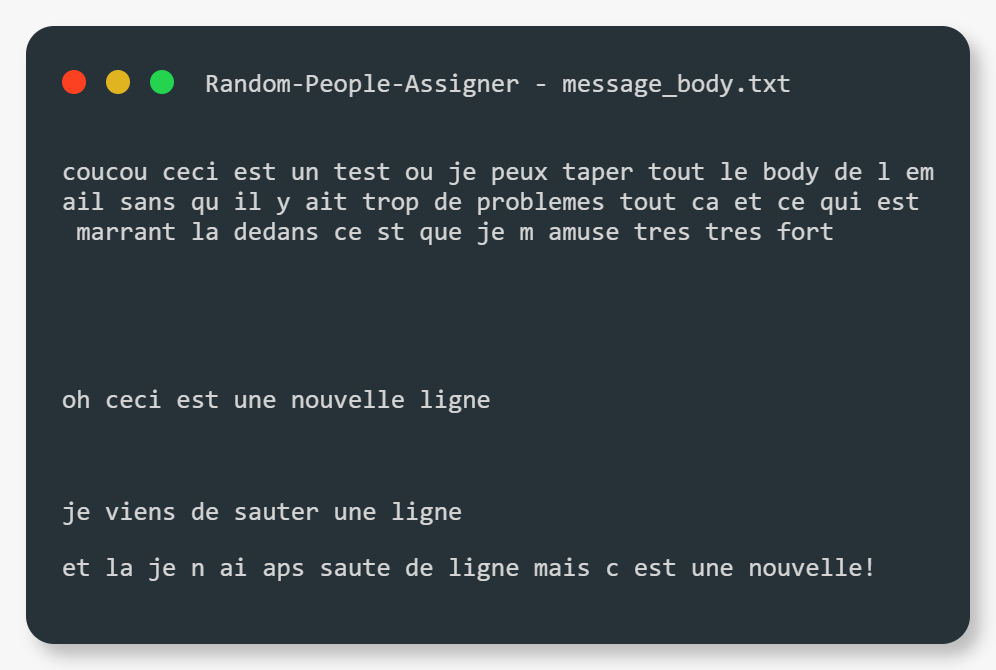 Random-People-Assigner - message_body.txt
coucou ceci est un test ou je peux taper tout le body de l em
ail sans qu il y ait trop de problemes tout ca et ce qui est
marrant la dedans ce st que je m amuse tres tres fort
oh ceci est une nouvelle ligne
je viens de sauter une ligne
et la je n ai aps saute de ligne mais c est une nouvelle!